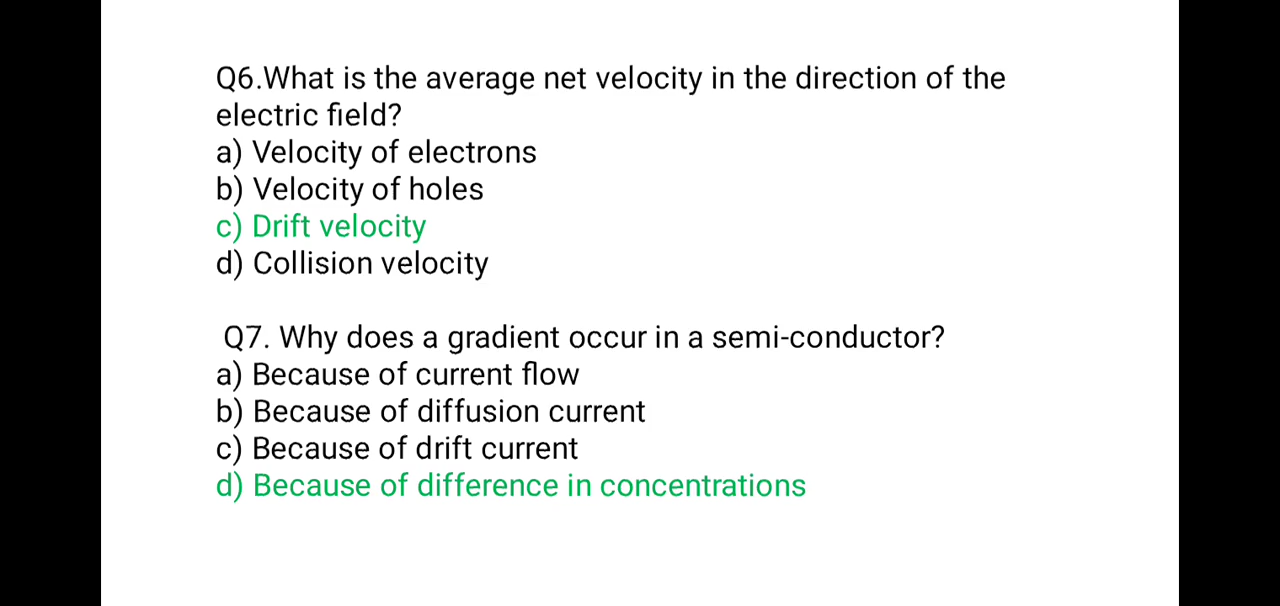 Q6.What is the average net velocity in the direction of the
electric field?
a) Velocity of electrons
b) Velocity of holes
c) Drift velocity
d) Collision velocity
Q7. Why does a gradient occur in a semi-conductor?
a) Because of current flow
b) Because of diffusion current
c) Because of drift current
d) Because of difference in concentrations